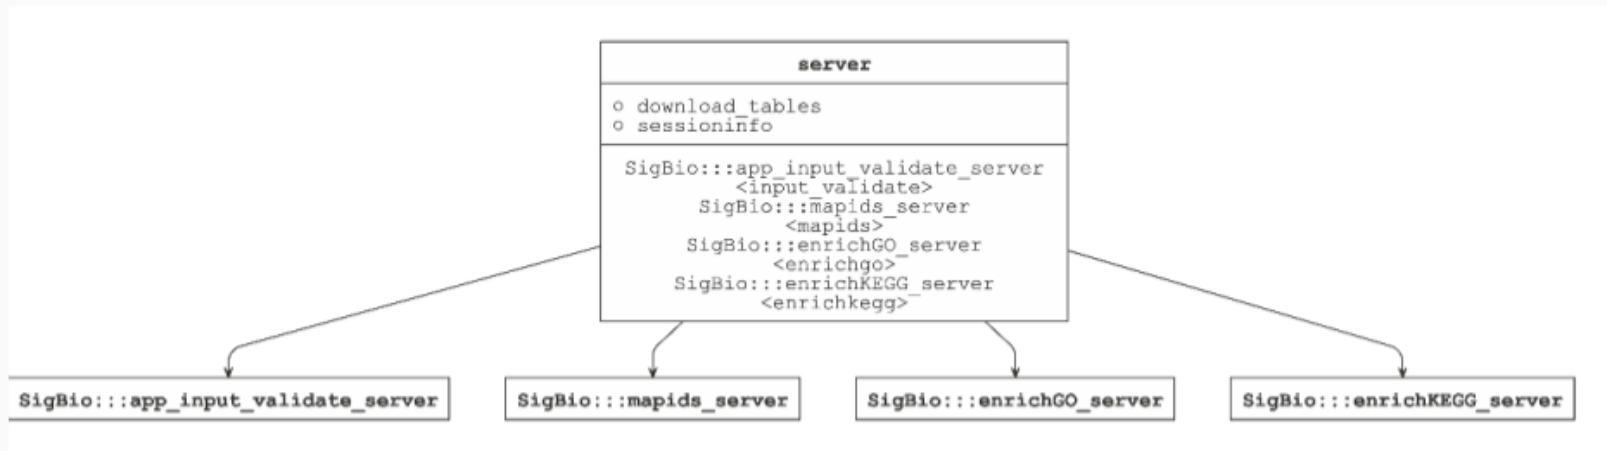 server
download_tables
sessioninfo
SigBio:::app_input_validate_server
<input_validate>
SigBio:::mapids_server
<mapids>
SigBio:::enrichGO_server
<enrichgo>
SigBio:::enrichKEGG_server
<enrichkegg>
SigBio:::app_input_validate_server
SigBio:::mapids_server
SigBio:::enrichGO_server
SigBio:::enrichKEGG_server